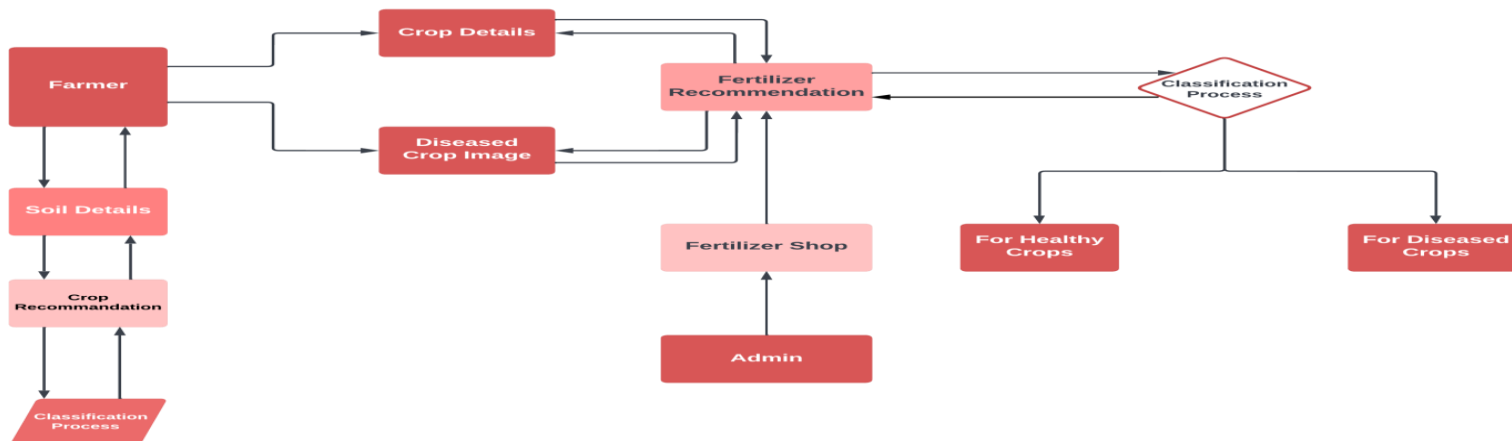 Farmer
Crop Details
Diseased
Crop Image
Fertilizer
Recommendation
Classification
Process
Soil Details
Crop
Recommandation
Classification
Process
Fertilizer Shop
Admin
For Healthy
Crops
For Diseased
Crops